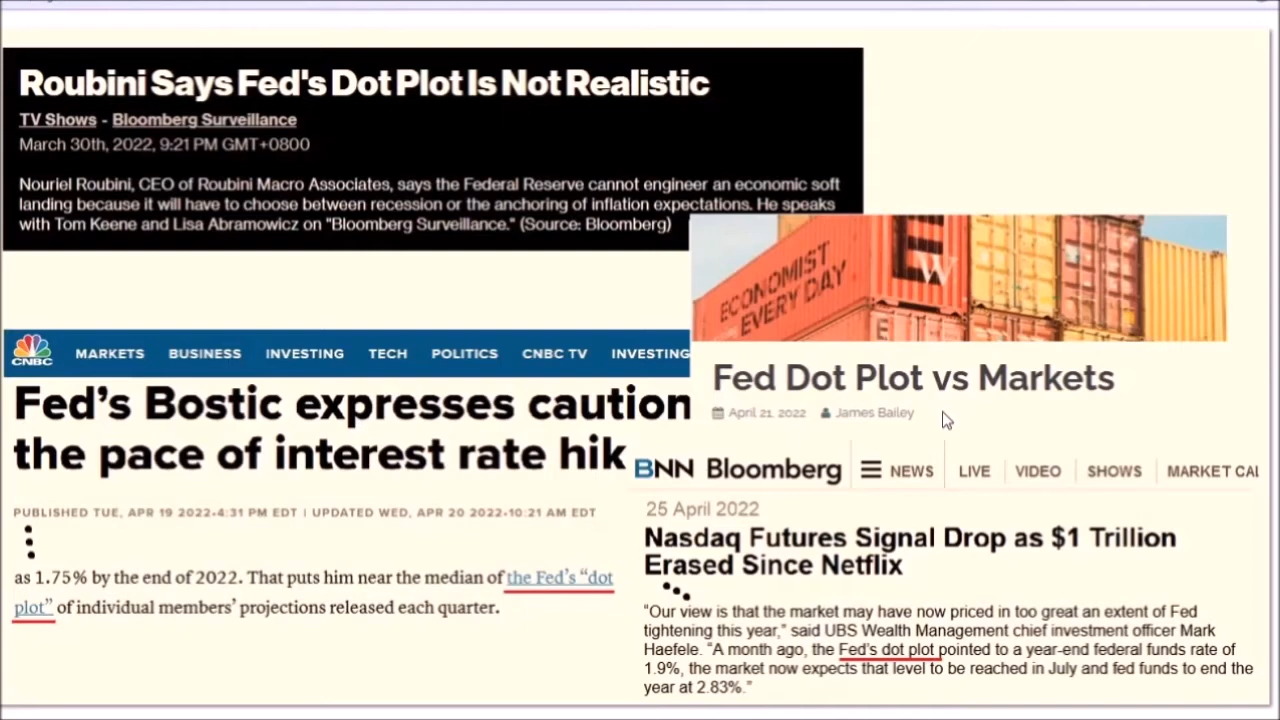 Roubini Says Fed's Dot Plot Is Not Realistic
TV Shows - Bloomberg Surveillance
March 30th, 2022, 9:21 PM GMT+0800
Nouriel Roubini, CEO of Roubini Macro Associates, says the Federal Reserve cannot engineer an economic soft
landing because it will have to choose between recession or the anchoring of inflation expectations. He speaks
with Tom Keene and Lisa Abramowicz on "Bloomberg Surveillance." (Source: Bloomberg)
ECONOMIST
EVERY DAY
E
W
E
Fed Dot Plot vs Markets
April 21, 2022 James Bailey
CNBC
MARKETS BUSINESS INVESTING TECH POLITICS CNBC TV INVESTING
Fed's Bostic expresses caution
the pace of interest rate hik
PUBLISHED TUE, APR 19 2022•4:31 PM EDT | UPDATED WED, APR 20 2022•10:21 AM EDT
as 1.75% by the end of 2022. That puts him near the median of the Fed's “dot
plot” of individual members' projections released each quarter.
BNN Bloomberg NEWS LIVE VIDEO SHOWS MARKET CAL
25 April 2022
Nasdaq Futures Signal Drop as $1 Trillion
Erased Since Netflix
“Our view is that the market may have now priced in too great an extent of Fed
tightening this year,” said UBS Wealth Management chief investment officer Mark
Haefele. “A month ago, the Fed's dot plot pointed to a year-end federal funds rate of
1.9%, the market now expects that level to be reached in July and fed funds to end the
year at 2.83%.”